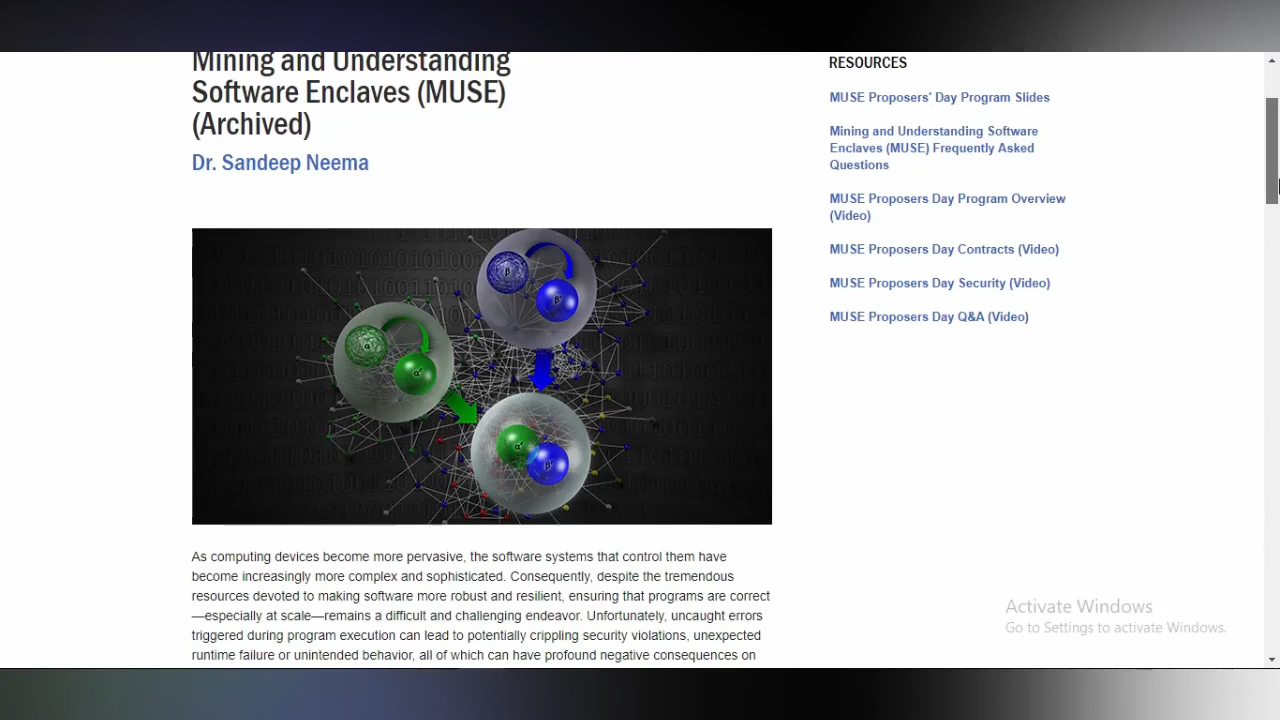 Mining and Understanding
Software Enclaves (MUSE)
(Archived)
Dr. Sandeep Neema
β
β'
α
α'
α'
β'
As computing devices become more pervasive, the software systems that control them have
become increasingly more complex and sophisticated. Consequently, despite the tremendous
resources devoted to making software more robust and resilient, ensuring that programs are correct
—especially at scale—remains a difficult and challenging endeavor. Unfortunately, uncaught errors
triggered during program execution can lead to potentially crippling security violations, unexpected
runtime failure or unintended behavior, all of which can have profound negative consequences on
RESOURCES
MUSE Proposers' Day Program Slides
Mining and Understanding Software
Enclaves (MUSE) Frequently Asked
Questions
MUSE Proposers Day Program Overview
(Video)
MUSE Proposers Day Contracts (Video)
MUSE Proposers Day Security (Video)
MUSE Proposers Day Q&A (Video)
Activate Windows
Go to Settings to activate Windows.